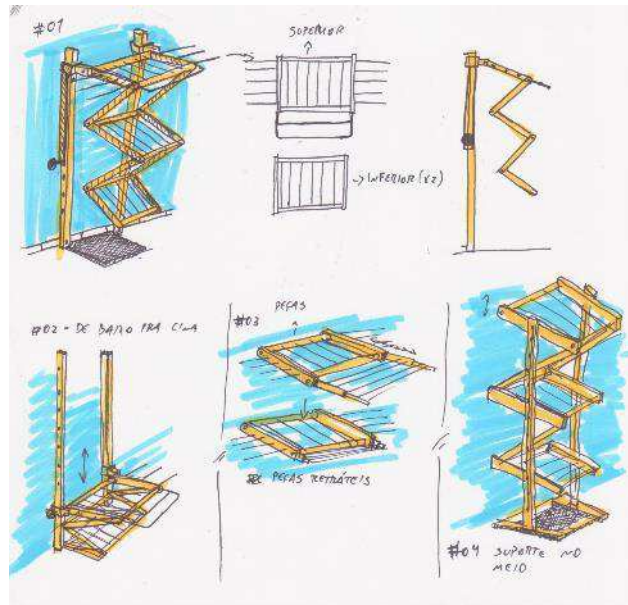 #01
SUPERIOR
INFERIOR (x2)
#02 - DE BAIXO PRA CIMA
#03
PEÇAS
PEÇAS RETRÁTEIS
#04 SUPORTE NO
MEIO